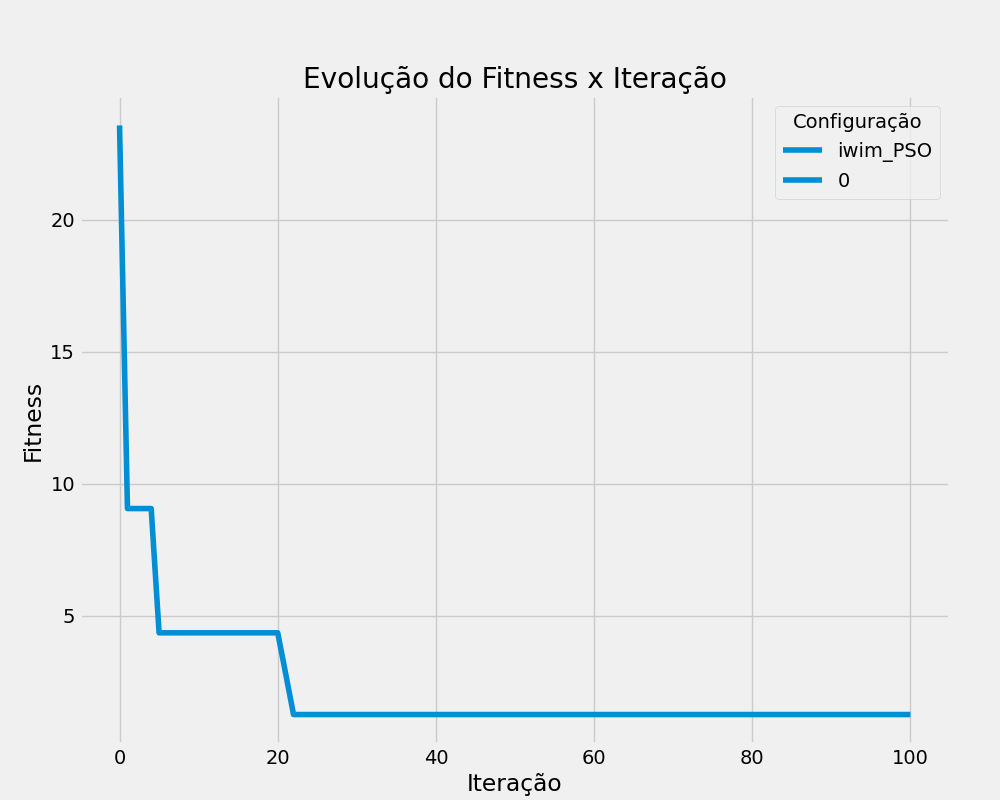 Evolução do Fitness x Iteração
Configuração
iwim_PSO
0
Fitness
20
15
10
5
0 20 40 60 80 100
Iteração